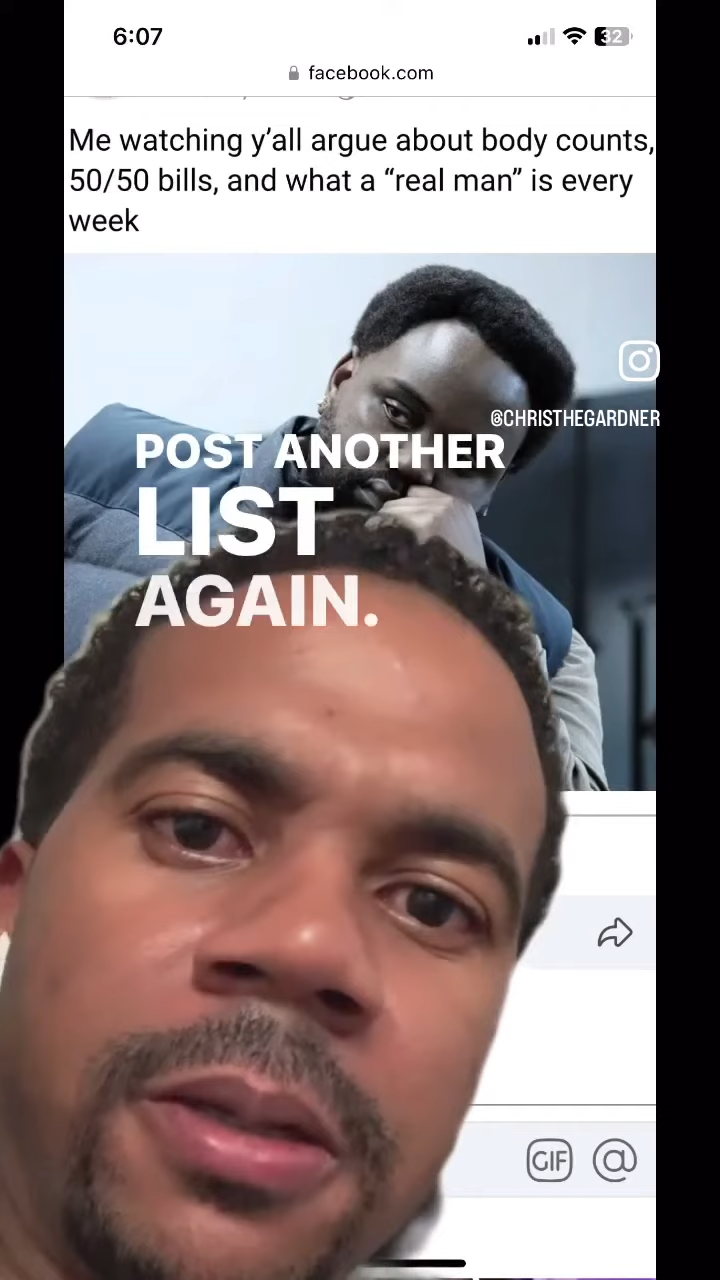 6:07
32
facebook.com
Me watching y’all argue about body counts,
50/50 bills, and what a “real man” is every
week
@CHRISTHEGARDNER
POST ANOTHER
LIST
AGAIN.
GIF
@